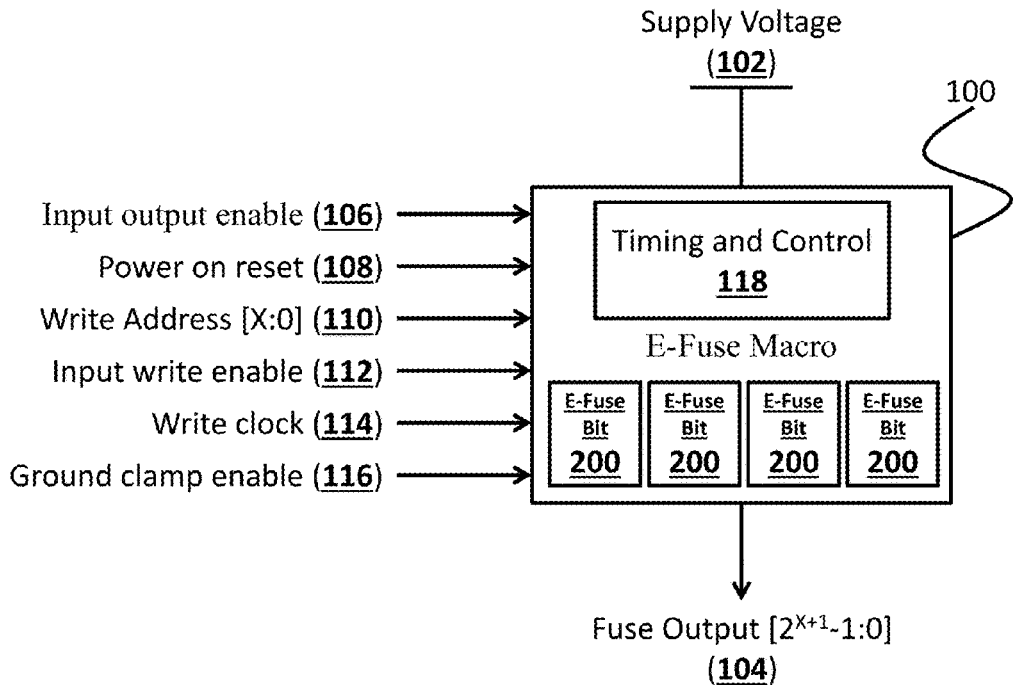 Supply Voltage
(102)
100
Input output enable (106)
Power on reset (108)
Write Address [X:0] (110)
Input write enable (112)
Write clock (114)
Ground clamp enable (116)
Timing and Control
118
E-Fuse Macro
E-Fuse Bit 200
E-Fuse Bit 200
E-Fuse Bit 200
E-Fuse Bit 200
Fuse Output [2^X+1-1:0]
(104)